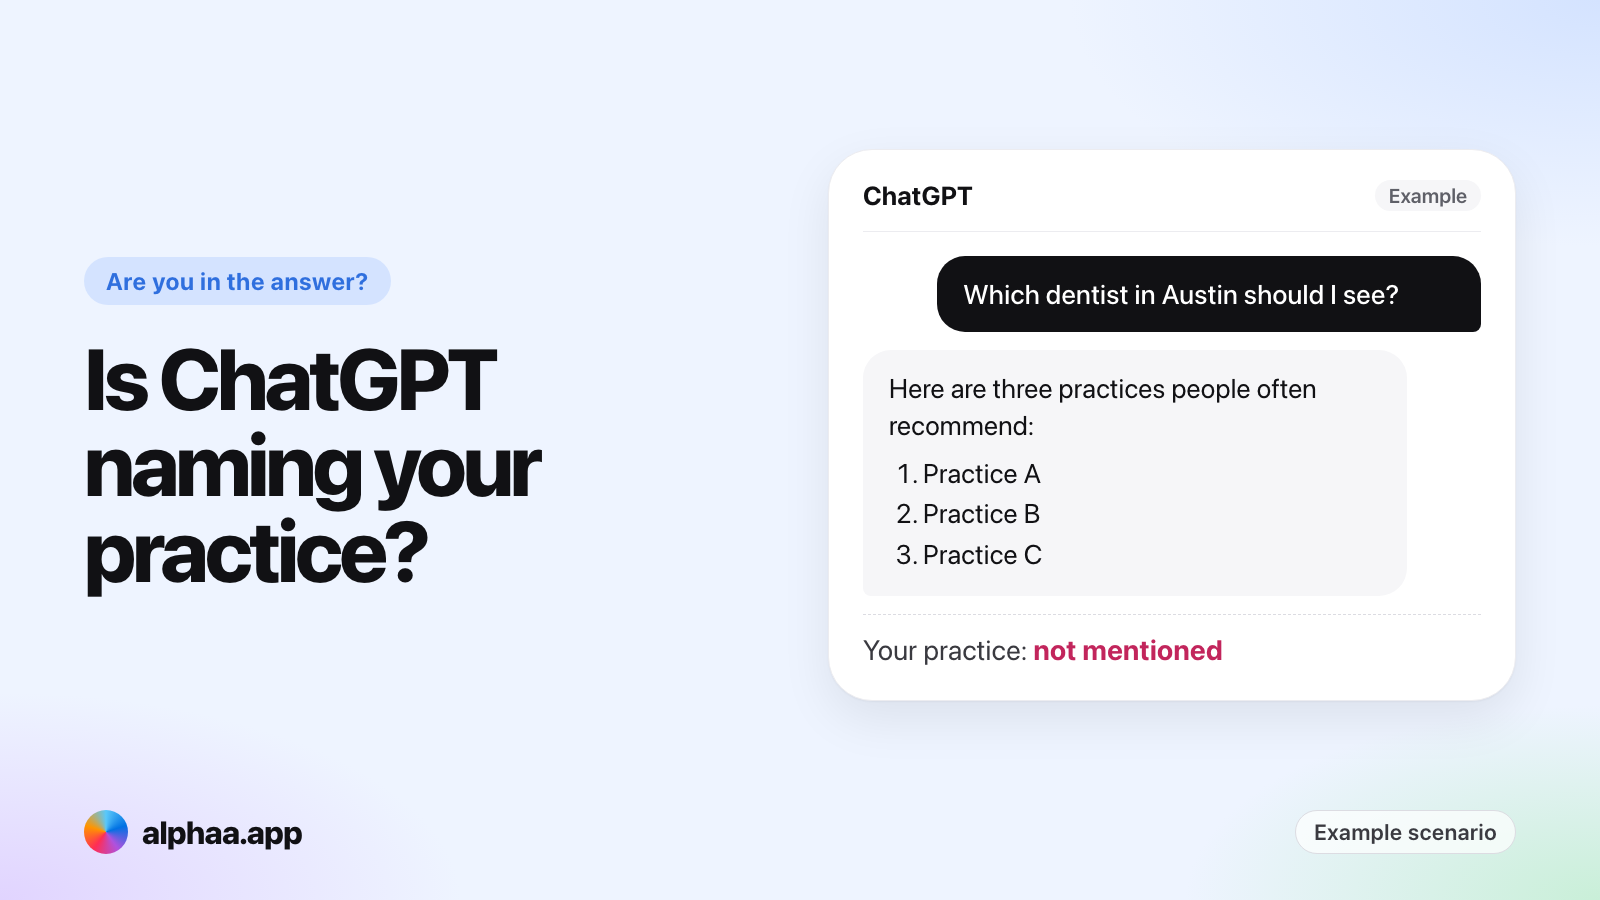 Are you in the answer?
Is ChatGPT
naming your
practice?
alphaa.app
ChatGPT
Example
Which dentist in Austin should I see?
Here are three practices people often
recommend:
1. Practice A
2. Practice B
3. Practice C
Your practice: not mentioned
Example scenario